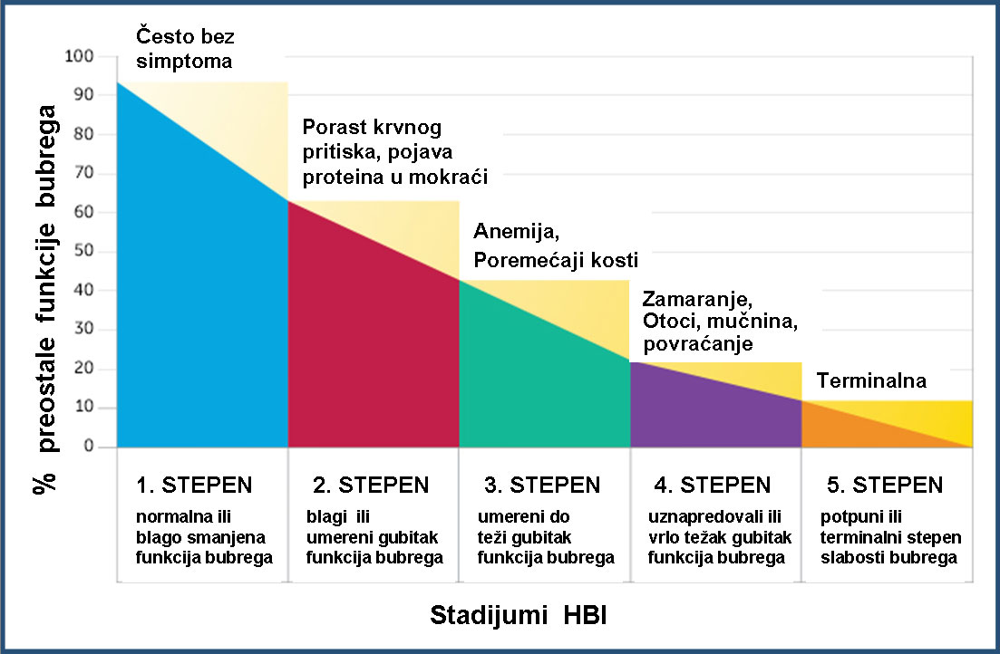 Često bez
simptoma
Porast krvnog
pritiska, pojava
proteina u mokraći
Anemija,
Poremećaji kosti
Zamaranje,
Otoci, mučnina,
povraćanje
Terminalna
% preostale funkcije bubrega
100
90
80
70
60
50
40
30
20
10
0
1. STEPEN
normalna ili
blago smanjena
funkcija bubrega
2. STEPEN
blagi ili
umereni gubitak
funkcija bubrega
3. STEPEN
umereni do
teži gubitak
funkcija bubrega
4. STEPEN
uznapredovali ili
vrlo težak gubitak
funkcija bubrega
5. STEPEN
potpuni ili
terminalni stepen
slabosti bubrega
Stadijumi HBI